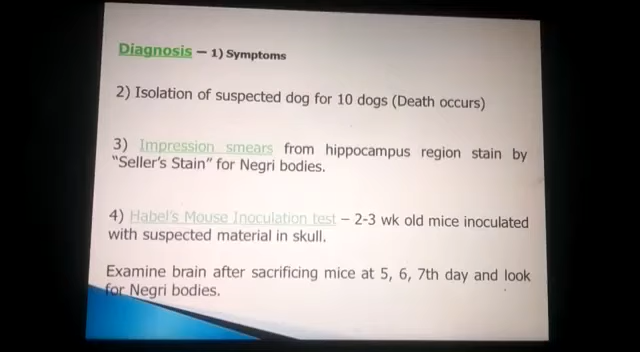 Diagnosis – 1) Symptoms
2) Isolation of suspected dog for 10 dogs (Death occurs)
3) Impression smears from hippocampus region stain by
"Seller's Stain" for Negri bodies.
4) Habel's Mouse Inoculation test – 2-3 wk old mice inoculated
with suspected material in skull.
Examine brain after sacrificing mice at 5, 6, 7th day and look
for Negri bodies.